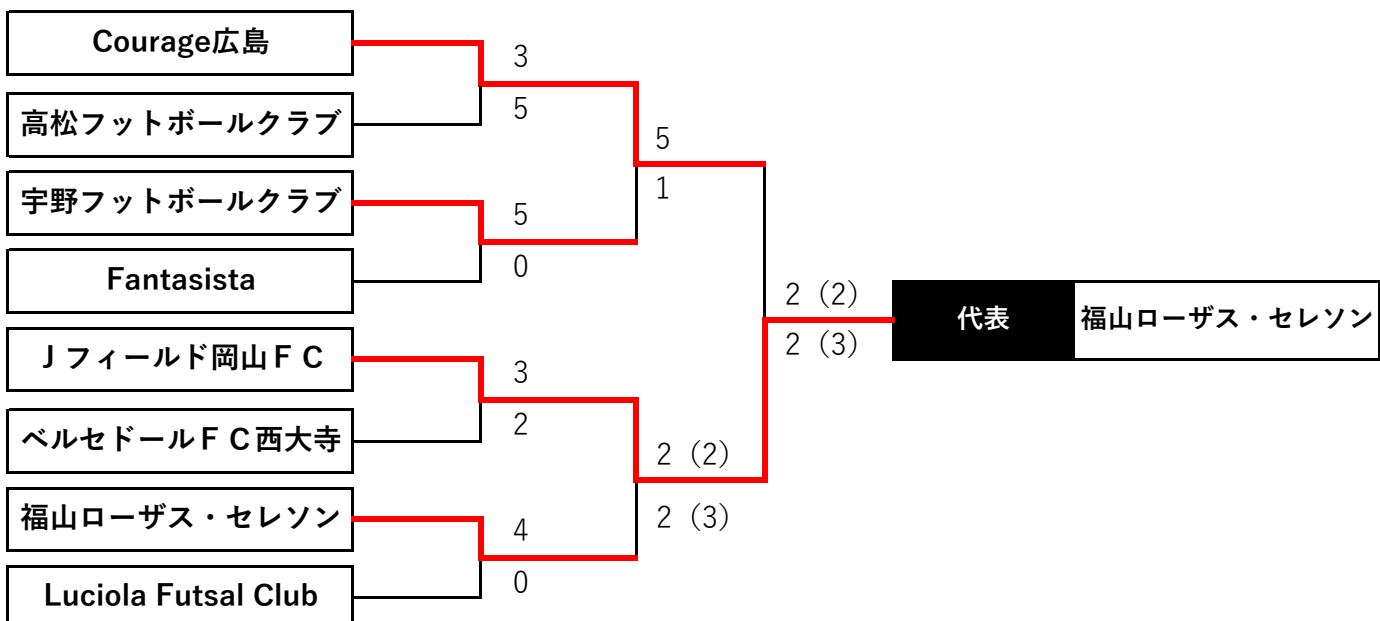 Courage広島
高松フットボールクラブ
宇野フットボールクラブ
Fantasista
Ｊフィールド岡山ＦＣ
ベルセドールＦＣ西大寺
福山ローザス・セレソン
Luciola Futsal Club
3
5
5
0
3
2
4
0
5
1
2（2）
2（3）
2（2）
2（3）
代表
福山ローザス・セレソン